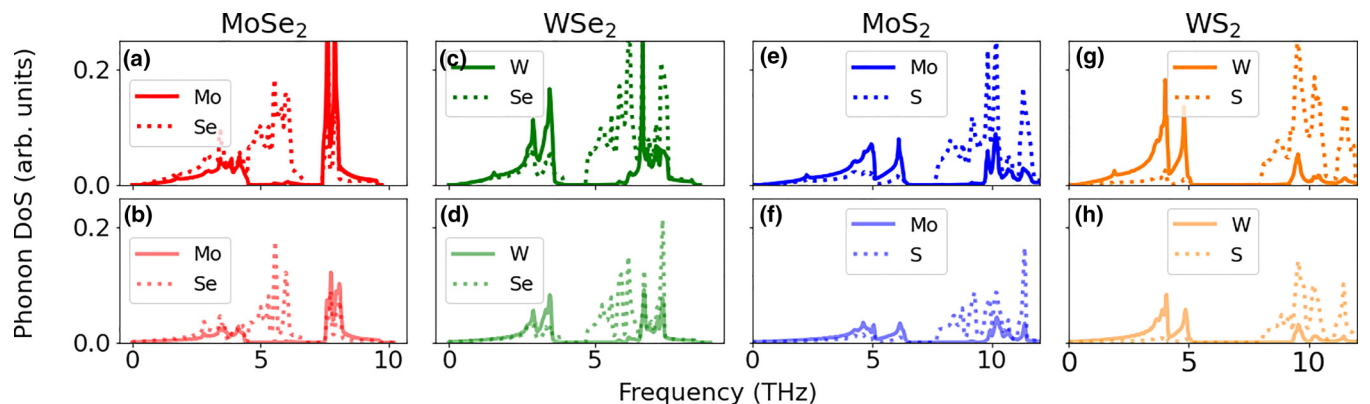 MoSe2 WSe2 MoS2 WS2
Phonon DoS (arb. units)
(a) (c) (e) (g)
0.2
Mo W Mo W
Se Se S S
0.0
(b) (d) (f) (h)
0.2
Mo W Mo W
Se Se S S
0.0
0 5 10 0 5 0 5 10 0 5 10
Frequency (THz)